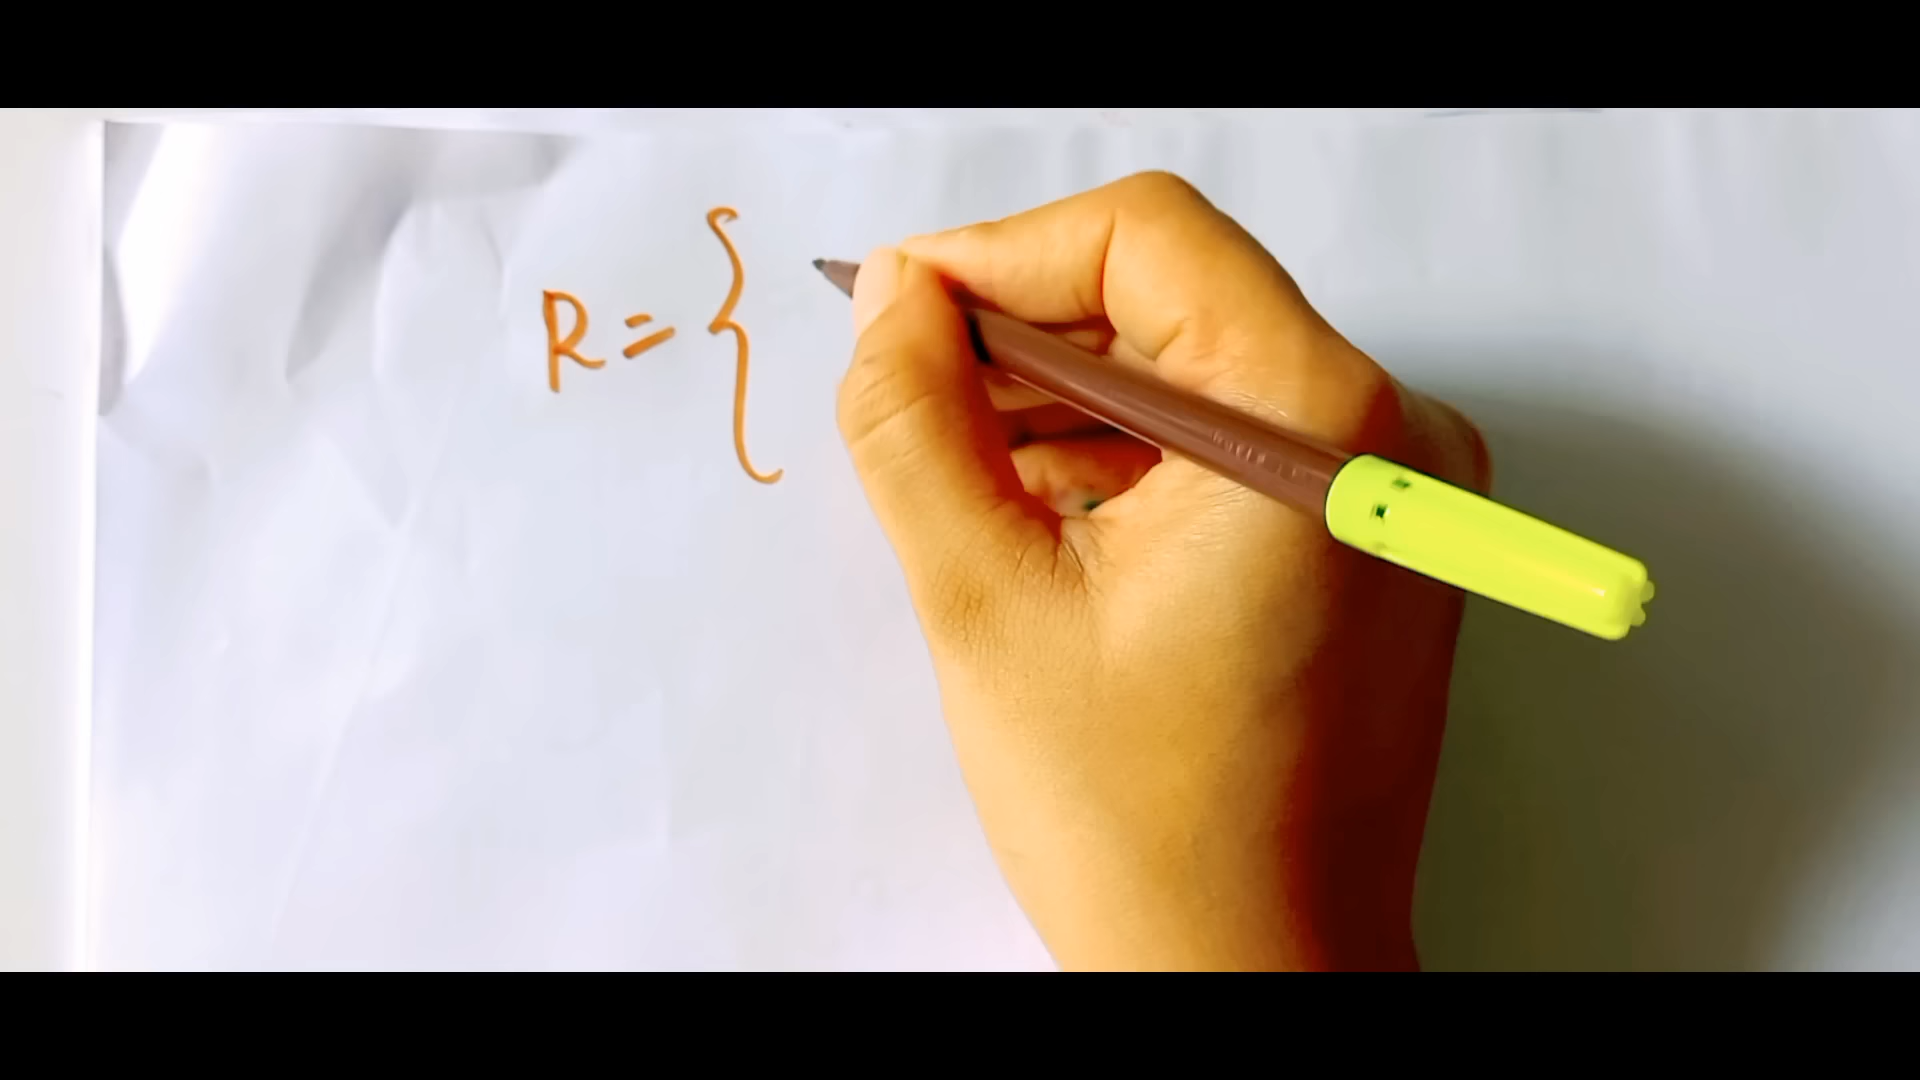 R = {